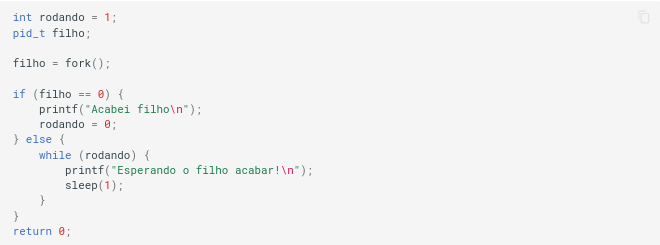 int rodando = 1;
pid_t filho;

filho = fork();

if (filho == 0) {
    printf("Acabei filho\n");
    rodando = 0;
} else {
    while (rodando) {
        printf("Esperando o filho acabar!\n");
        sleep(1);
    }
}
return 0;